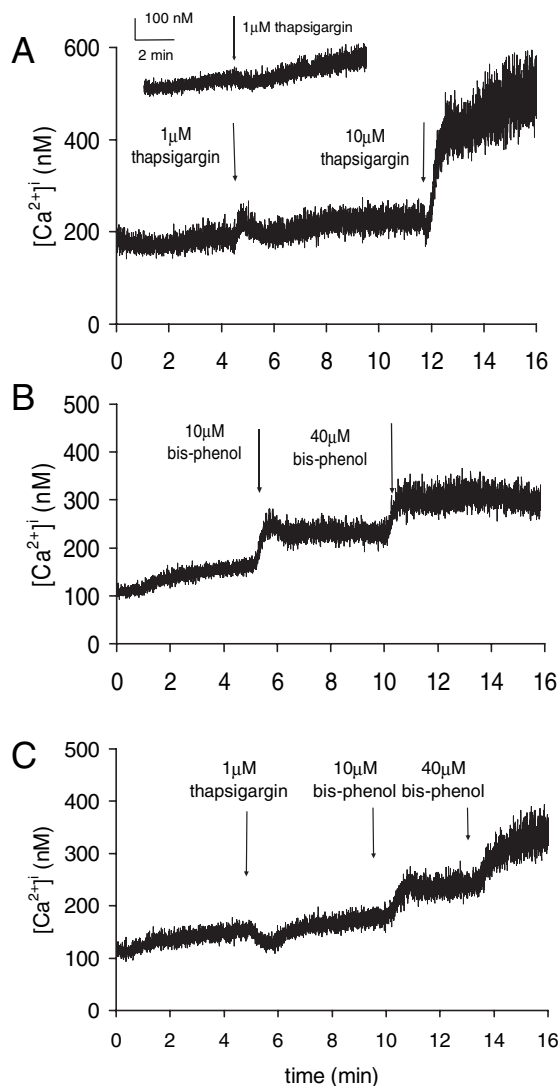 A
100 nM
2 min
1μM thapsigargin
600
400
200
0
[Ca²⁺]ⁱ (nM)
1μM
thapsigargin
10μM
thapsigargin
0 2 4 6 8 10 12 14 16
B
500
400
300
200
100
0
[Ca²⁺]ⁱ (nM)
10μM
bis-phenol
40μM
bis-phenol
0 2 4 6 8 10 12 14 16
C
500
400
300
200
100
0
[Ca²⁺]ⁱ (nM)
1μM
thapsigargin
10μM
bis-phenol
40μM
bis-phenol
0 2 4 6 8 10 12 14 16
time (min)